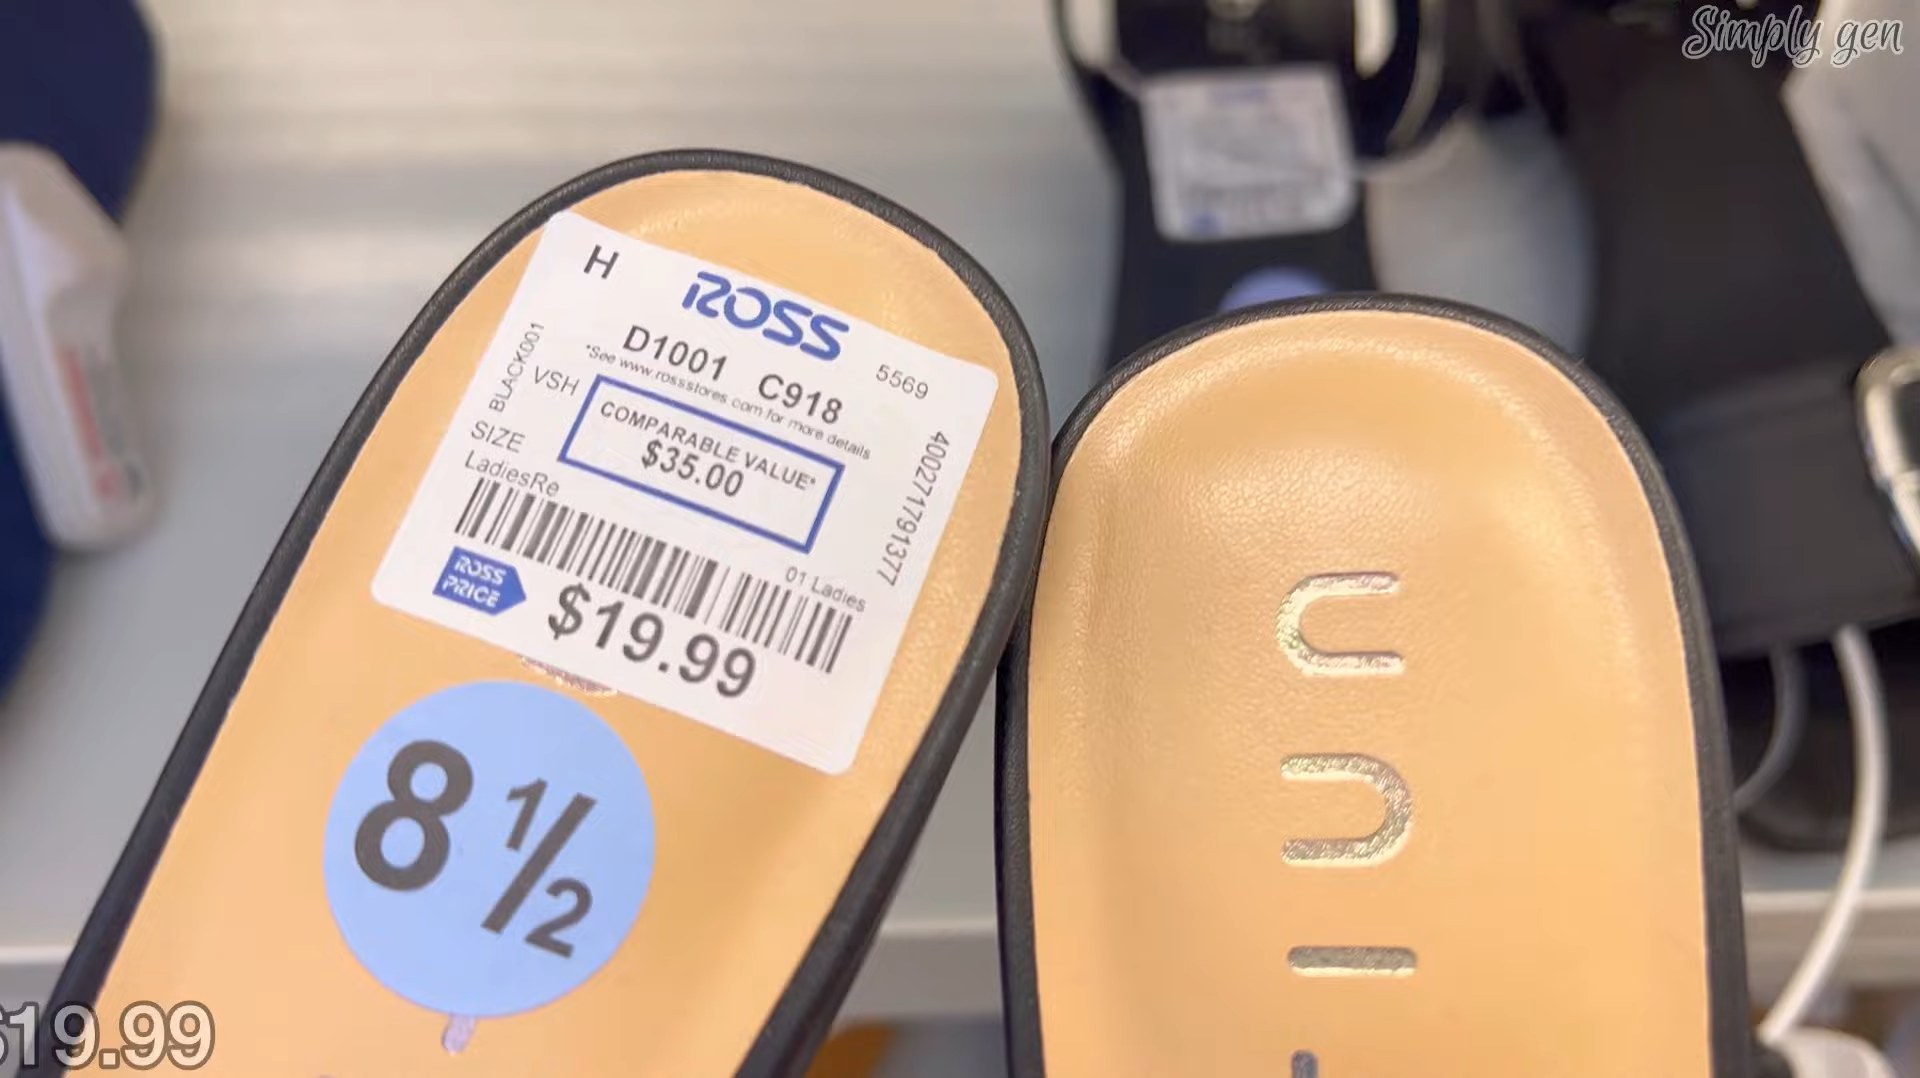 Simply gen
H
ROSS
D1001 C918
5569
*See www.rossstores.com for more details
BLACK001
VSH
COMPARABLE VALUE*
$35.00
SIZE
LadiesRe
400271791377
01 Ladies
ROSS
PRICE
$19.99
8 1/2
$19.99